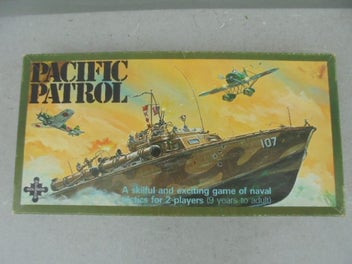 PACIFIC
PATROL
107
A skilful and exciting game of naval
tactics for 2-players (9 years to adult)